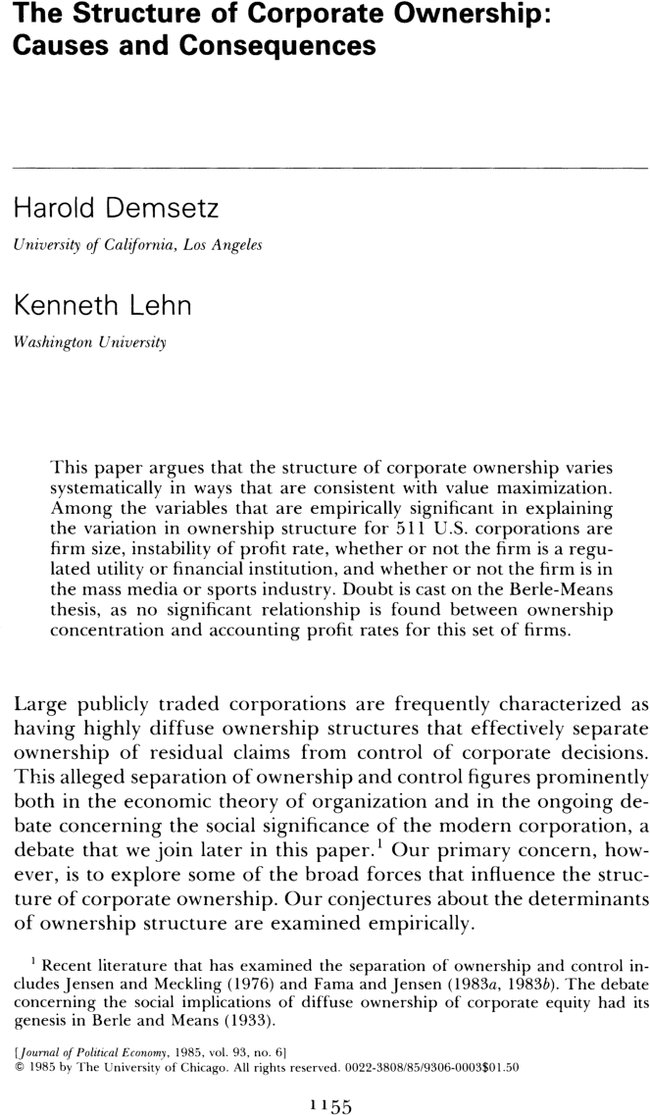 The Structure of Corporate Ownership:
Causes and Consequences
Harold Demsetz
University of California, Los Angeles
Kenneth Lehn
Washington University
This paper argues that the structure of corporate ownership varies
systematically in ways that are consistent with value maximization.
Among the variables that are empirically significant in explaining
the variation in ownership structure for 511 U.S. corporations are
firm size, instability of profit rate, whether or not the firm is a regu-
lated utility or financial institution, and whether or not the firm is in
the mass media or sports industry. Doubt is cast on the Berle-Means
thesis, as no significant relationship is found between ownership
concentration and accounting profit rates for this set of firms.
Large publicly traded corporations are frequently characterized as
having highly diffuse ownership structures that effectively separate
ownership of residual claims from control of corporate decisions.
This alleged separation of ownership and control figures prominently
both in the economic theory of organization and in the ongoing de-
bate concerning the social significance of the modern corporation, a
debate that we join later in this paper.¹ Our primary concern, how-
ever, is to explore some of the broad forces that influence the struc-
ture of corporate ownership. Our conjectures about the determinants
of ownership structure are examined empirically.
¹ Recent literature that has examined the separation of ownership and control in-
cludes Jensen and Meckling (1976) and Fama and Jensen (1983a, 1983b). The debate
concerning the social implications of diffuse ownership of corporate equity had its
genesis in Berle and Means (1933).
[Journal of Political Economy, 1985, vol. 93, no. 6]
© 1985 by The University of Chicago. All rights reserved. 0022-3808/85/9306-0003$01.50
1155